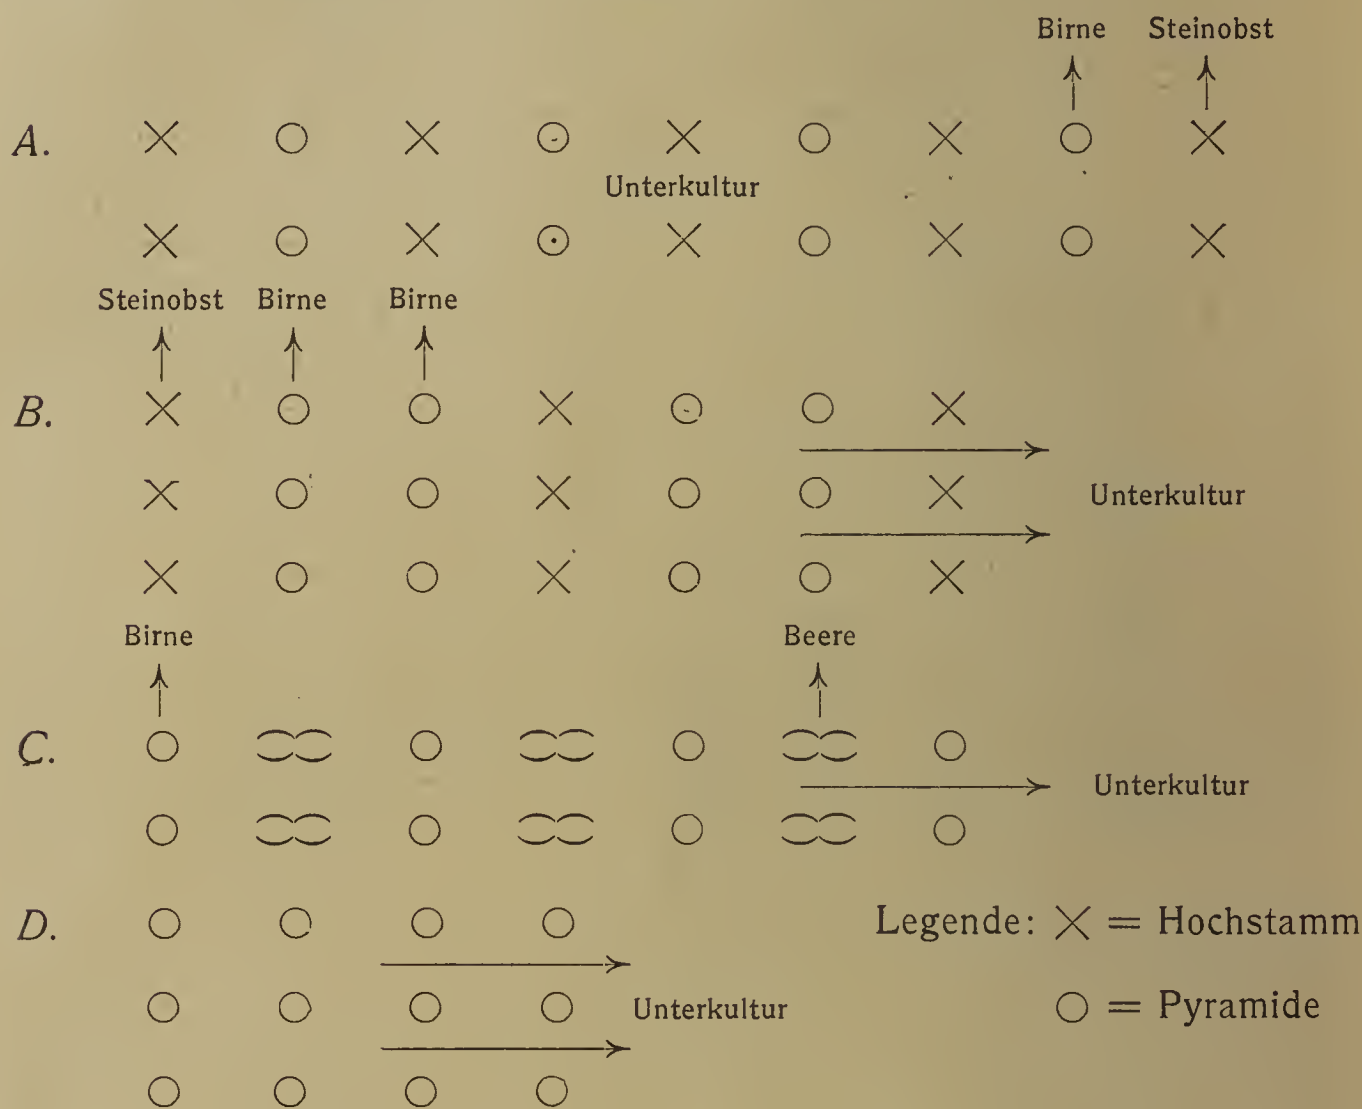 Birne Steinobst
A.
Unterkultur
Steinobst Birne Birne
B.
Unterkultur
Birne Beere
C.
Unterkultur
D.
Legende: × = Hochstamm
Unterkultur
○ = Pyramide